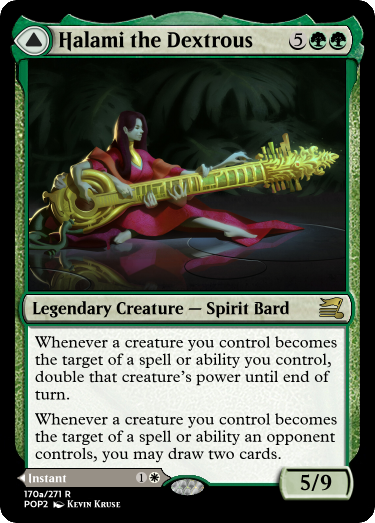 Halami the Dextrous 5
Legendary Creature — Spirit Bard
Whenever a creature you control becomes
the target of a spell or ability you control,
double that creature's power until end of
turn.
Whenever a creature you control becomes
the target of a spell or ability an opponent
controls, you may draw two cards.
Instant 1
5/9
170a/271 R
POP2 Kevin Kruse